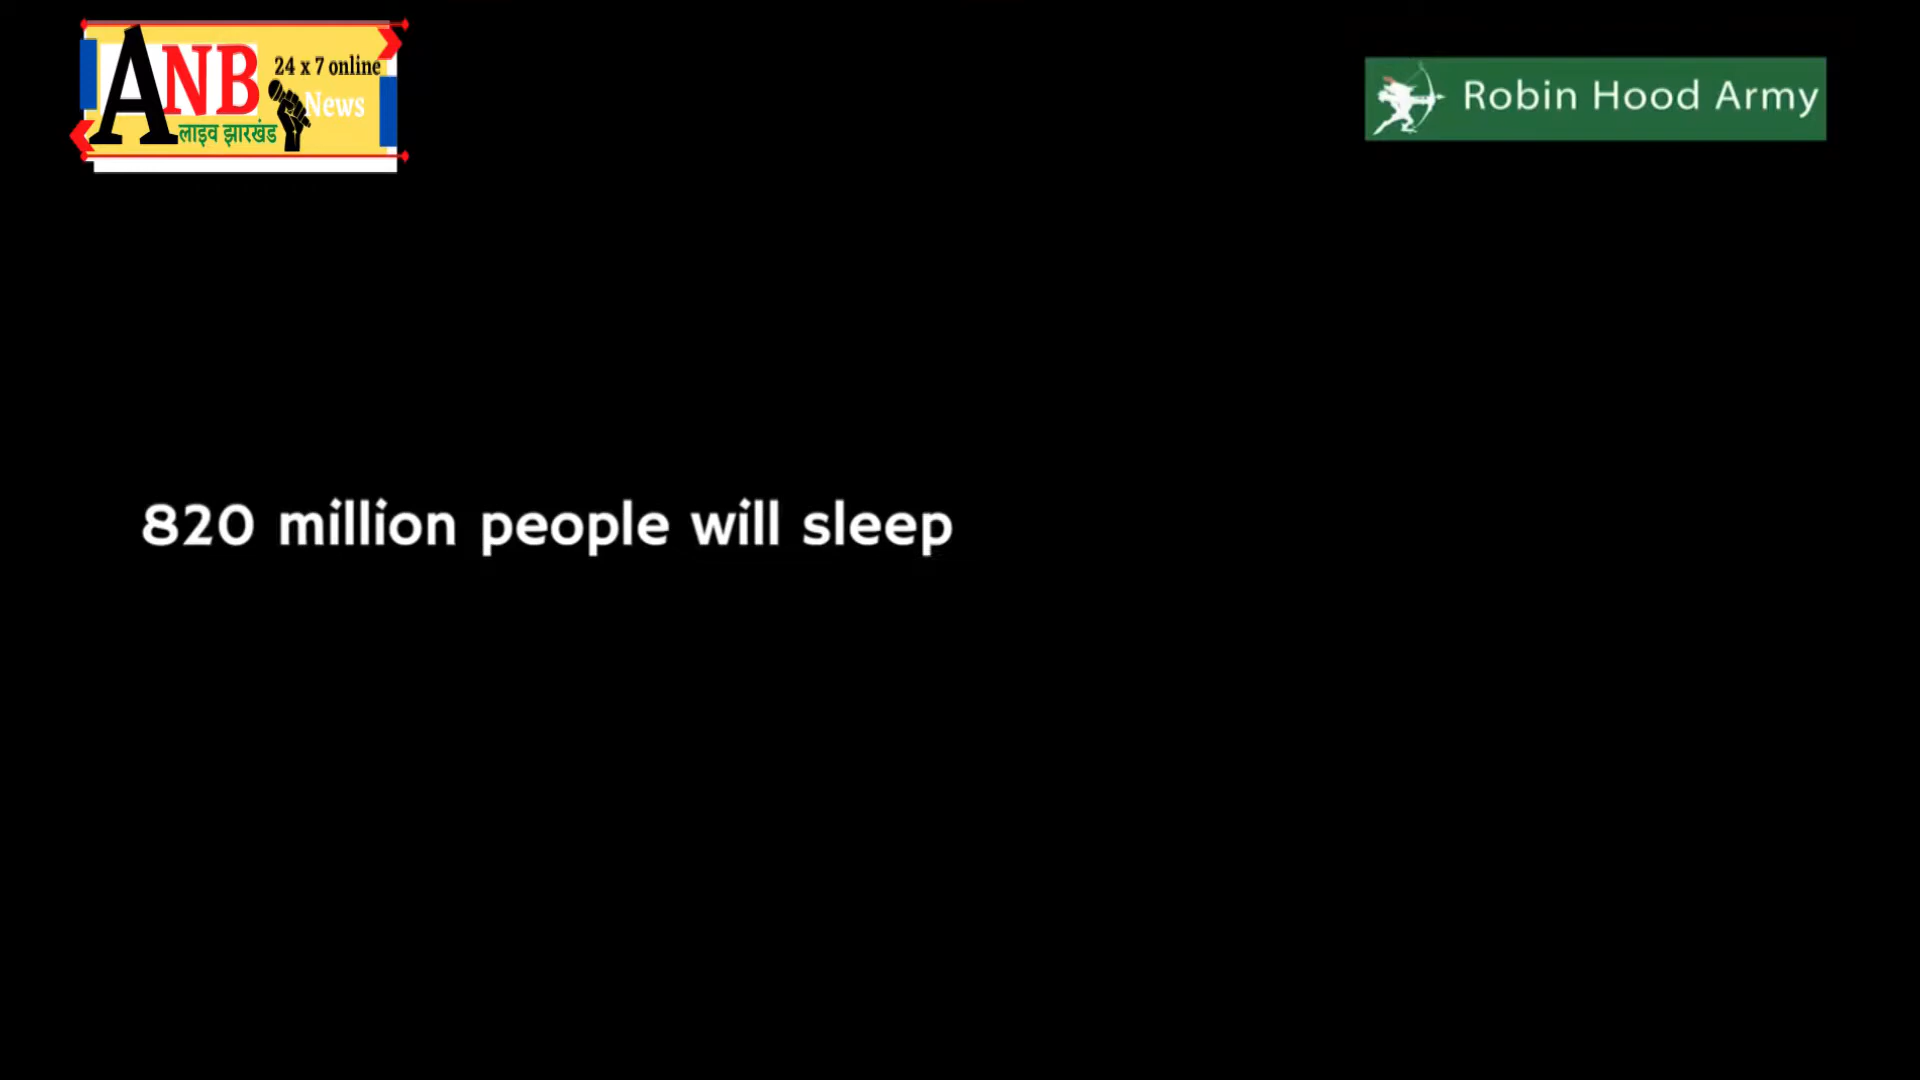 ANB
24 x 7 online
News
लाइव झारखंड
Robin Hood Army
820 million people will sleep